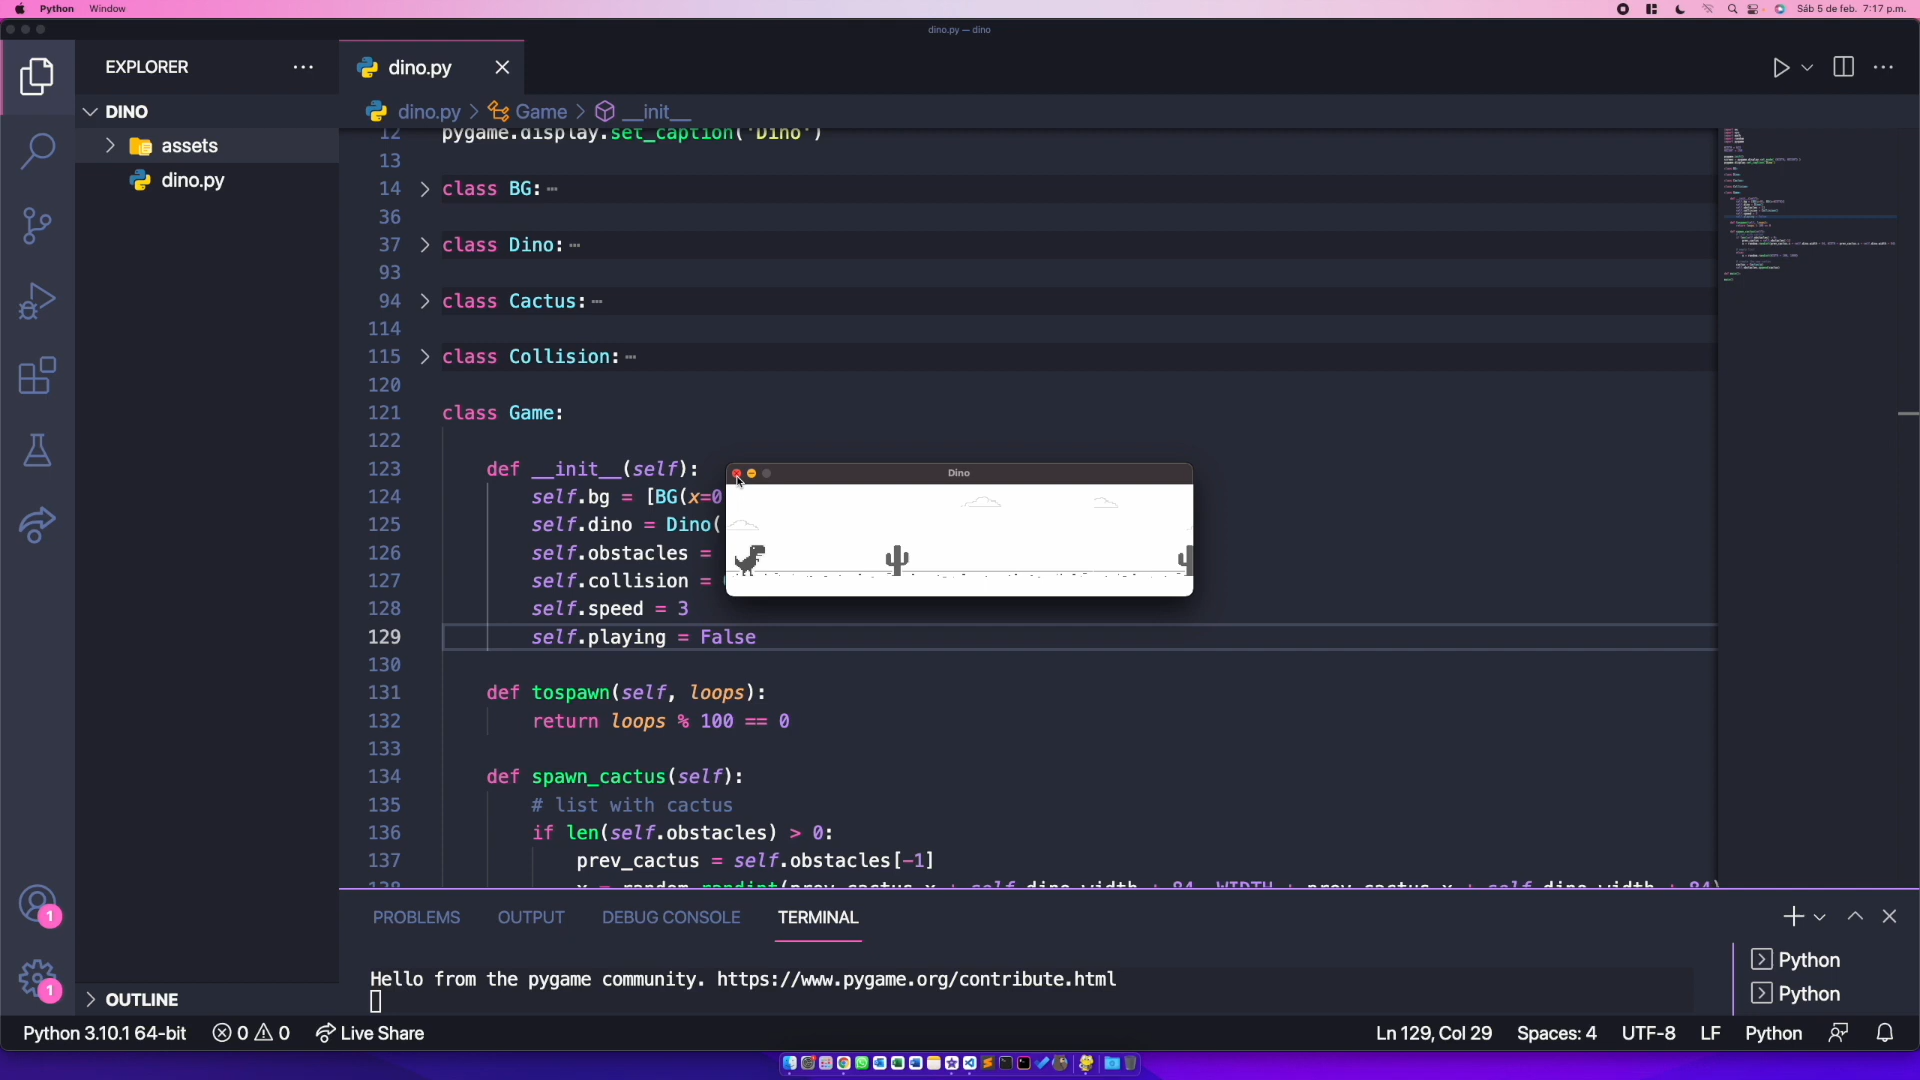 Python Window
Sáb 5 de feb. 7:17 p.m.
dino.py — dino
EXPLORER
dino.py
DINO
assets
dino.py
dino.py > Game > __init__
12 pygame.display.set_caption('Dino')
13
14 class BG:
36
37 class Dino:
93
94 class Cactus:
114
115 class Collision:
120
121 class Game:
122
123 def __init__(self):
124 self.bg = [BG(x=0
125 self.dino = Dino(
126 self.obstacles =
127 self.collision =
128 self.speed = 3
129 self.playing = False
130
131 def tospawn(self, loops):
132 return loops % 100 == 0
133
134 def spawn_cactus(self):
135 # list with cactus
136 if len(self.obstacles) > 0:
137 prev_cactus = self.obstacles[-1]
138 x = random.randint(prev_cactus.x + self.dino.width + 84, WIDTH + prev_cactus.x + self.dino.width + 84)
Dino
PROBLEMS OUTPUT DEBUG CONSOLE TERMINAL
Hello from the pygame community. https://www.pygame.org/contribute.html
Python
Python
1
1
OUTLINE
Python 3.10.1 64-bit 0 0 Live Share
Ln 129, Col 29 Spaces: 4 UTF-8 LF Python